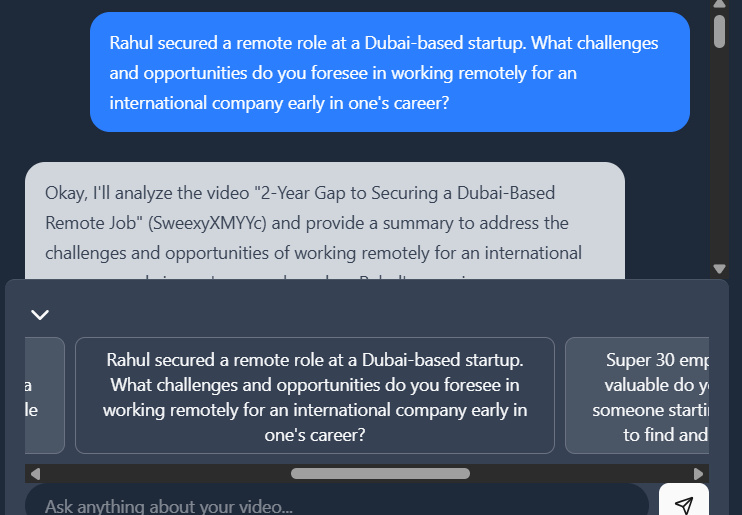 Rahul secured a remote role at a Dubai-based startup. What challenges
and opportunities do you foresee in working remotely for an
international company early in one's career?
Okay, I'll analyze the video "2-Year Gap to Securing a Dubai-Based
Remote Job" (SweexyXMYYc) and provide a summary to address the
challenges and opportunities of working remotely for an international
a
le
Rahul secured a remote role at a Dubai-based startup.
What challenges and opportunities do you foresee in
working remotely for an international company early in
one's career?
Super 30 emp
valuable do y
someone starti
to find and
Ask anything about your video...